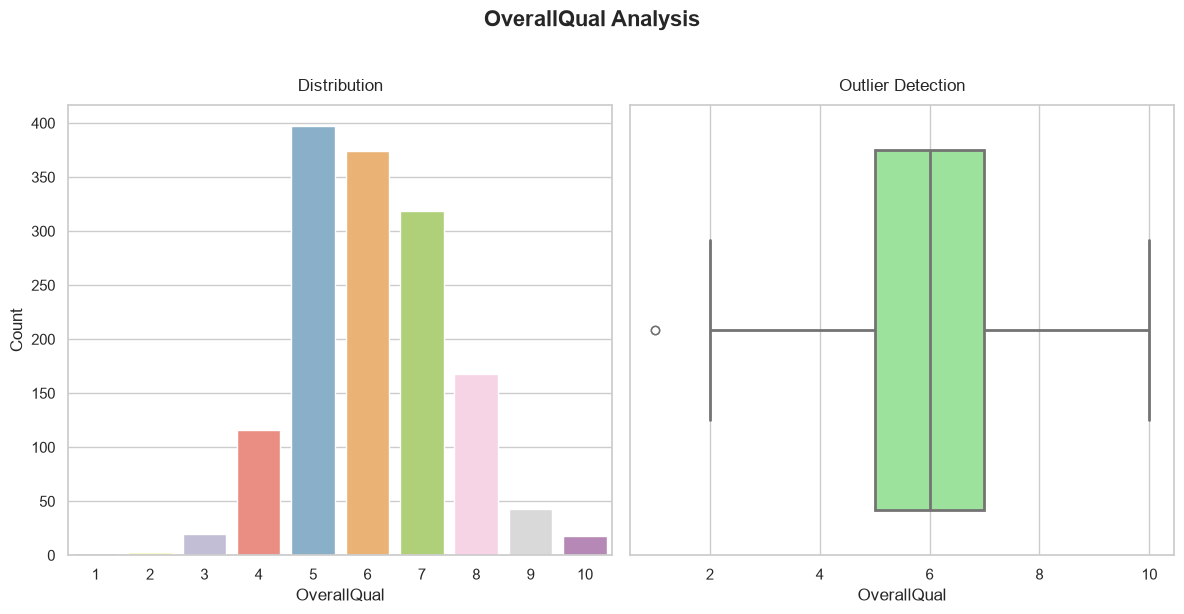 OverallQual Analysis
Distribution
Outlier Detection
Count
400
350
300
250
200
150
100
50
0
1 2 3 4 5 6 7 8 9 10
OverallQual
2 4 6 8 10
OverallQual